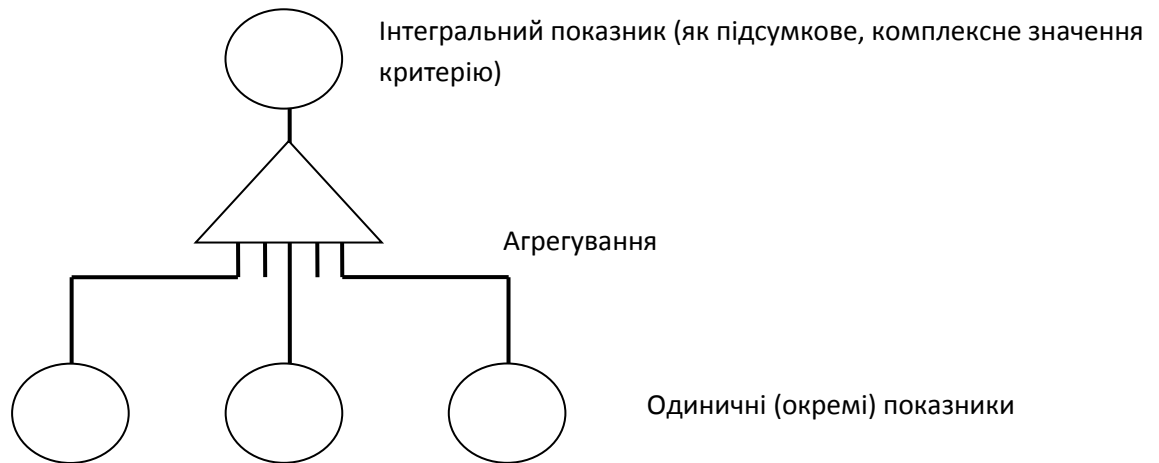 Інтегральний показник (як підсумкове, комплексне значення
критерію)
Агрегування
Одиничні (окремі) показники